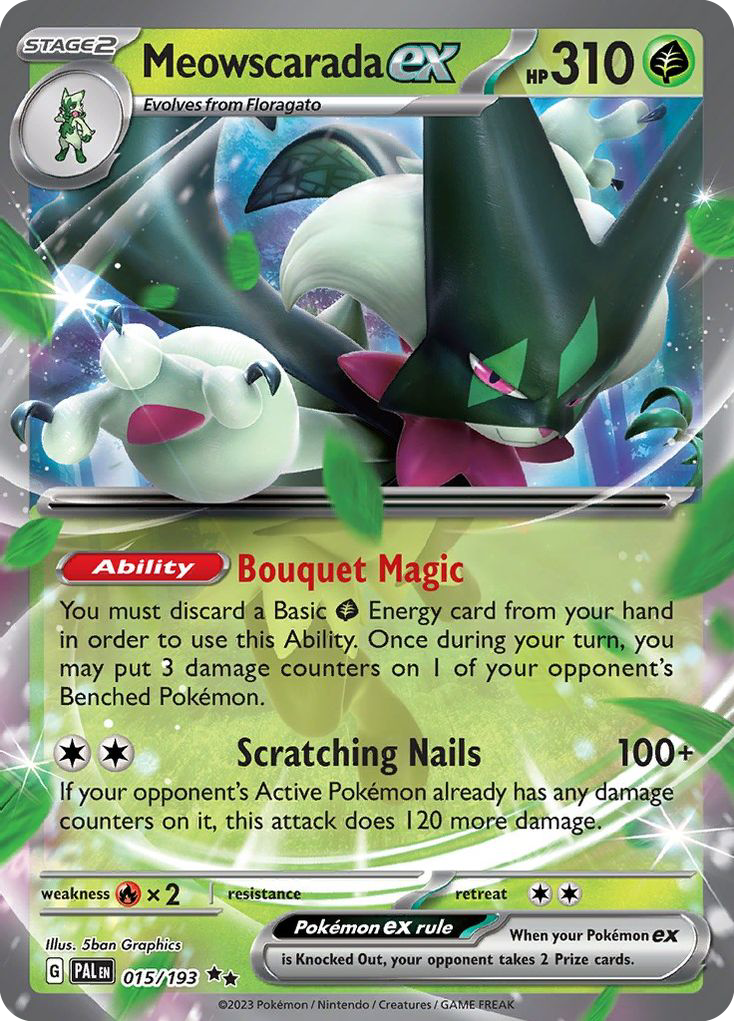 STAGE2
Meowscarada ex
HP 310
Evolves from Floragato
Ability Bouquet Magic
You must discard a Basic Energy card from your hand
in order to use this Ability. Once during your turn, you
may put 3 damage counters on 1 of your opponent's
Benched Pokémon.
Scratching Nails 100+
If your opponent's Active Pokémon already has any damage
counters on it, this attack does 120 more damage.
weakness ×2 resistance retreat
Illus. 5ban Graphics
Pokémon ex rule
When your Pokémon ex
is Knocked Out, your opponent takes 2 Prize cards.
G PAL EN 015/193 ★★
©2023 Pokémon / Nintendo / Creatures / GAME FREAK